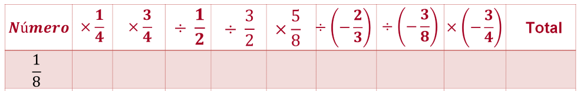 Número ×1/4 ×3/4 ÷1/2 ÷3/2 ×5/8 ÷(−2/3) ÷(−3/8) ×(−3/4) Total
1/8